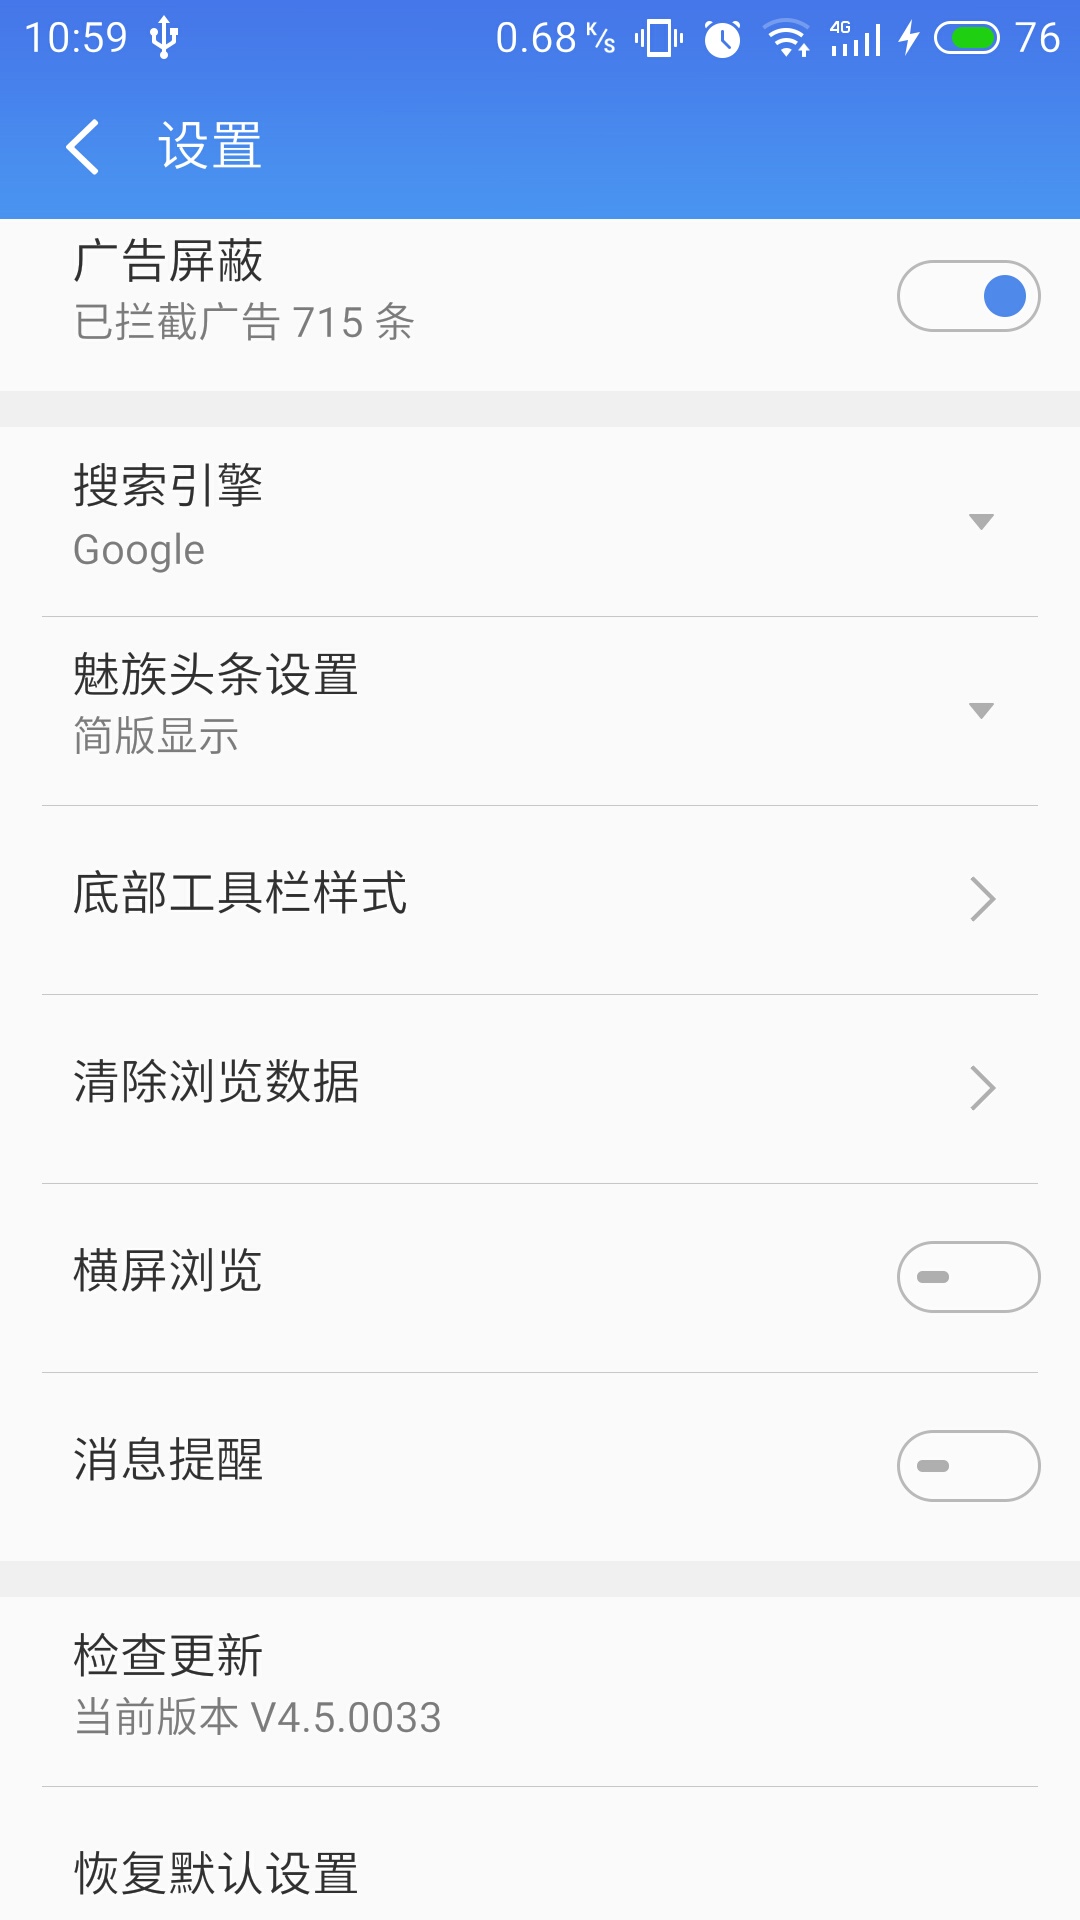 10:59 0.68 K/s 4G 76
设置
广告屏蔽
已拦截广告 715 条
搜索引擎
Google
魅族头条设置
简版显示
底部工具栏样式
清除浏览数据
横屏浏览
消息提醒
检查更新
当前版本 V4.5.0033
恢复默认设置